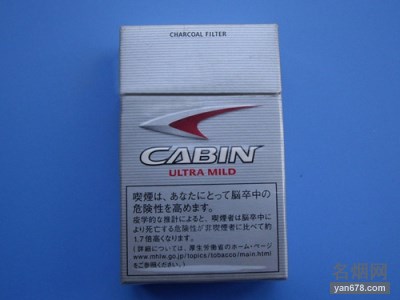 CHARCOAL FILTER
CABIN
ULTRA MILD
喫煙は、あなたにとって脳卒中の
危険性を高めます。
疫学的な推計によると、喫煙者は脳卒中に
より死亡する危険性が非喫煙者に比べて約
1.7倍高くなります。
(詳細については、厚生労働省のホーム・ページ
www.mhlw.go.jp/topics/tobacco/main.html
をご参照ください。)
名烟网
yan678.com